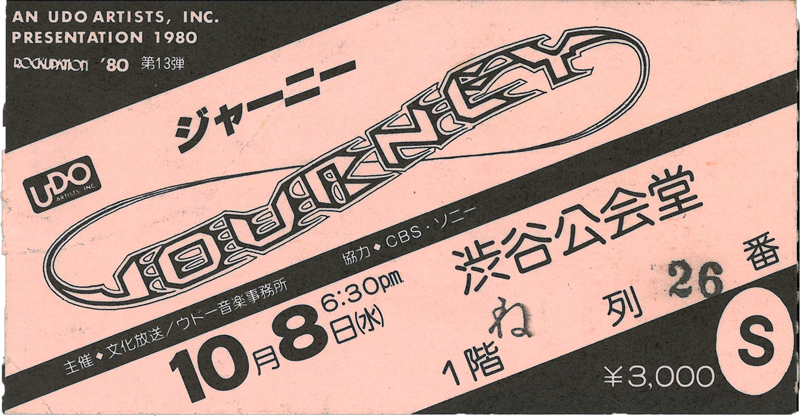 AN UDO ARTISTS, INC.
PRESENTATION 1980
ROCKUPATION '80 第13弾
ジャーニー
JOURNEY
UDO
ARTISTS INC.
協力◆CBS・ソニー
主催◆文化放送/ウドー音楽事務所
渋谷公会堂
10月8日(水) 6:30pm
1階 ね 列 26 番
¥3,000 S